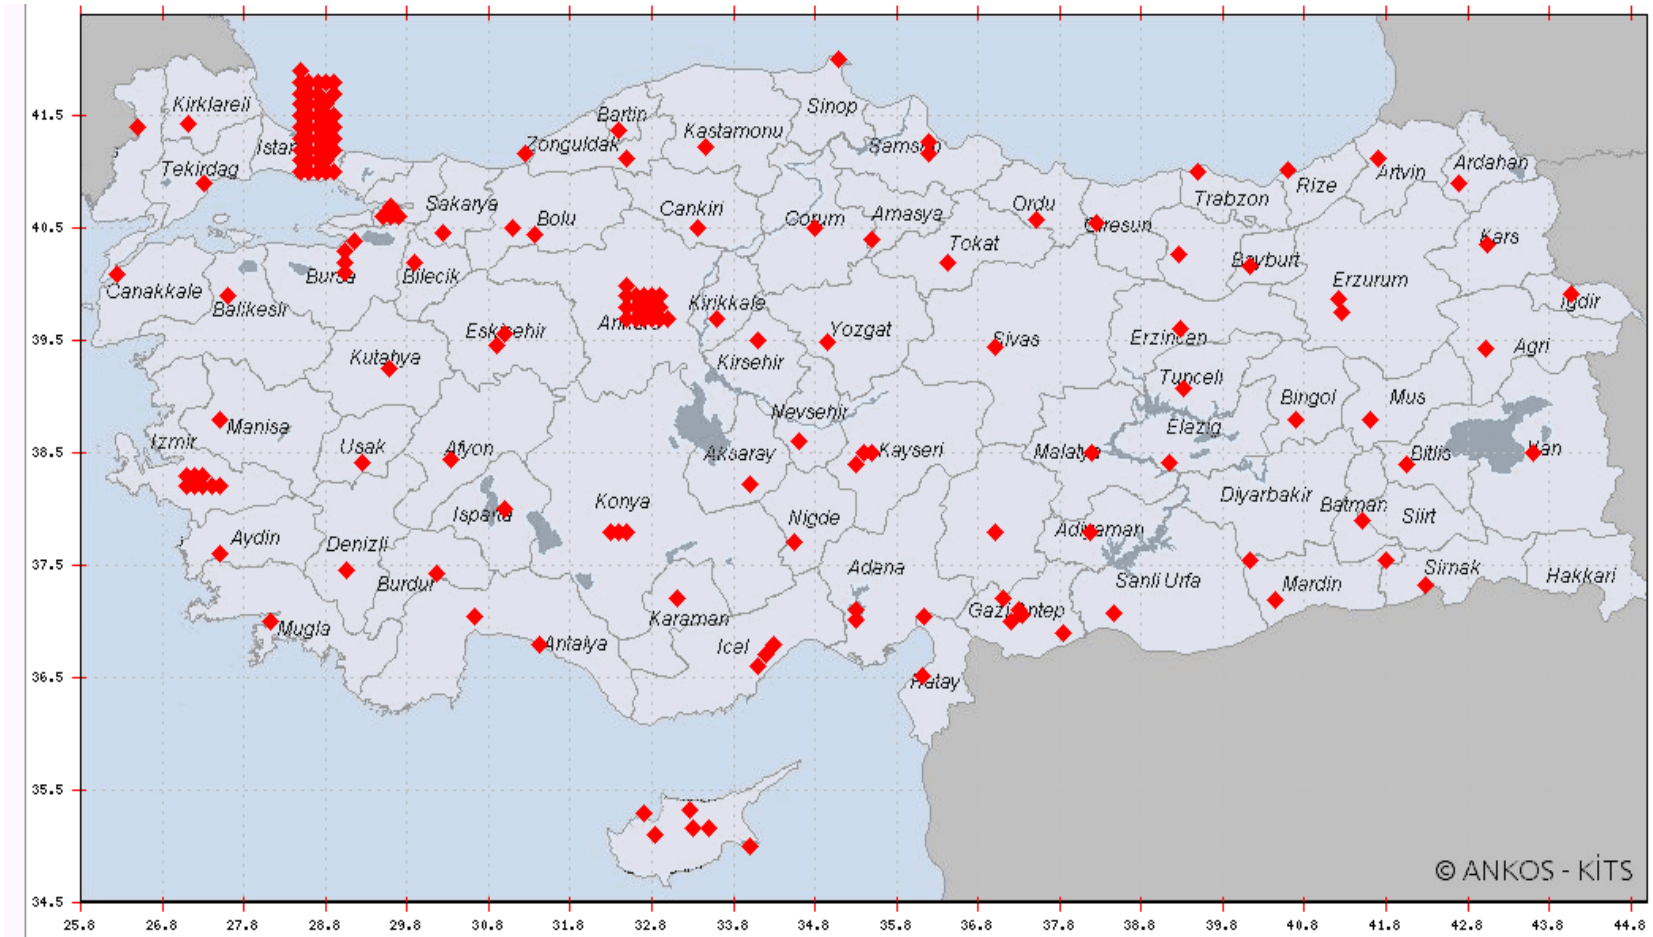 Kirklareli
Bartin
Sinop
Zonguldak
Kastamonu
Samsun
Tekirdag
Ardahan
Artvin
Rize
Trabzon
Sakarya
Bolu
Cankiri
Corum
Amasya
Ordu
Giresun
Tokat
Kars
Bayburt
Erzurum
Canakkale
Bursa
Bilecik
Balikesir
Ankara
Kirikkale
Igdir
Eskisehir
Yozgat
Sivas
Erzincan
Agri
Kutahya
Kirsehir
Tunceli
Bingol
Mus
Nevsehir
Manisa
Izmir
Usak
Afyon
Aksaray
Kayseri
Malatya
Elazig
Bitlis
Van
Konya
Isparta
Nigde
Diyarbakir
Batman
Siirt
Adiyaman
Aydin
Denizli
Burdur
Adana
Sanli Urfa
Mardin
Sirnak
Hakkari
Karaman
Gaziantep
Mugla
Antalya
Icel
Hatay
© ANKOS - KİTS
41.5
40.5
39.5
38.5
37.5
36.5
35.5
34.5
25.8 26.8 27.8 28.8 29.8 30.8 31.8 32.8 33.8 34.8 35.8 36.8 37.8 38.8 39.8 40.8 41.8 42.8 43.8 44.8